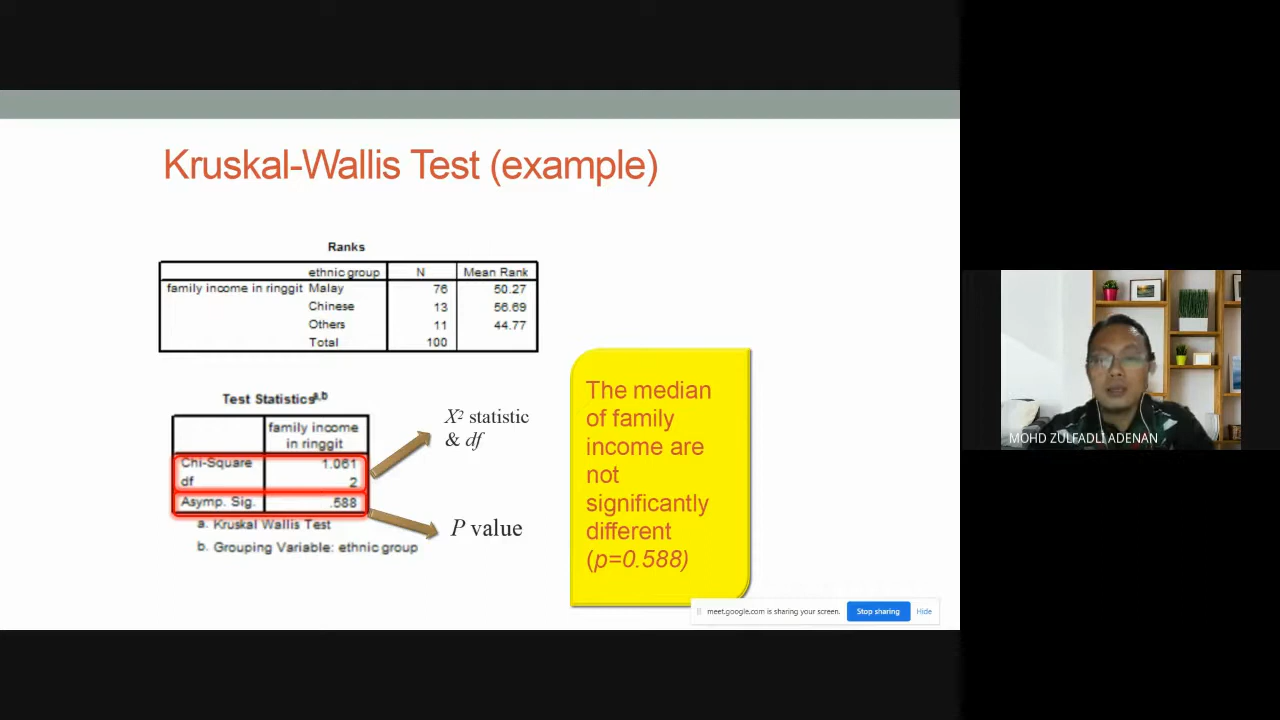 Kruskal-Wallis Test (example)
Ranks
ethnic group N Mean Rank
family income in ringgit Malay 76 50.27
Chinese 13 56.69
Others 11 44.77
Total 100
Test Statistics a,b
family income
in ringgit
Chi-Square 1.061
df 2
Asymp. Sig. .588
a. Kruskal Wallis Test
b. Grouping Variable: ethnic group
X² statistic
& df
P value
The median
of family
income are
not
significantly
different
(p=0.588)
meet.google.com is sharing your screen. Stop sharing Hide
MOHD ZULFADLI ADENAN